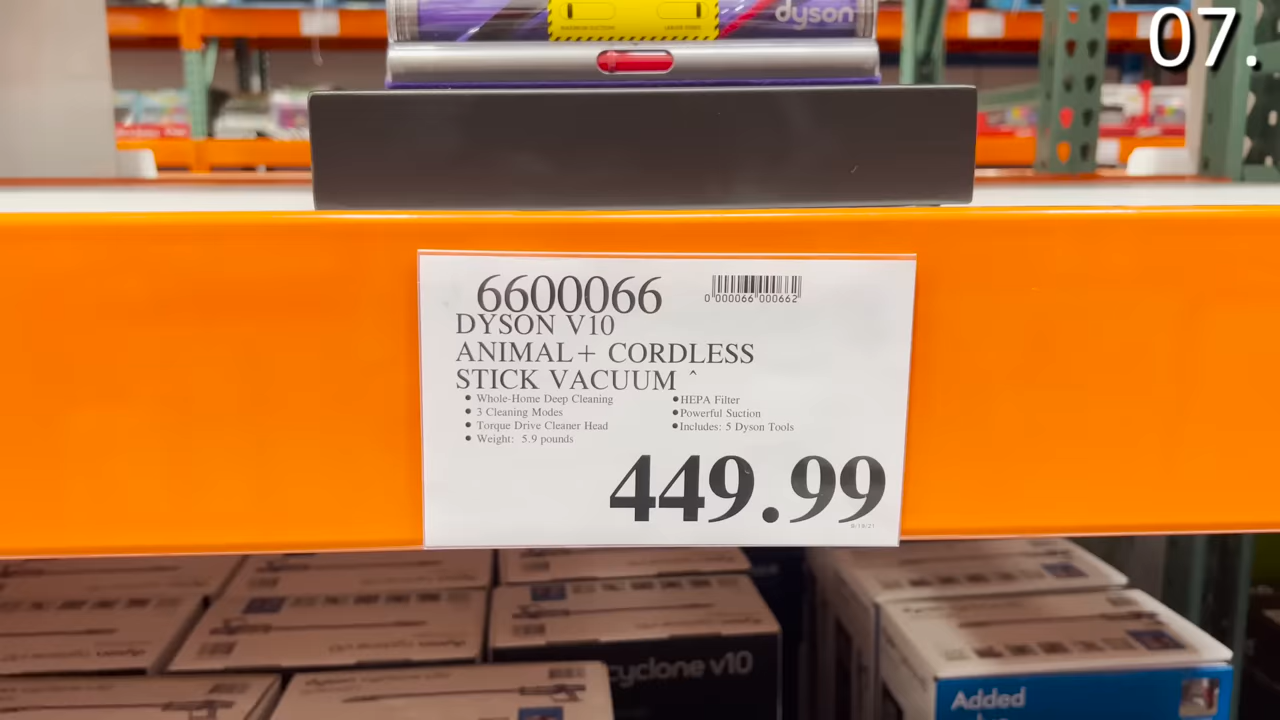 07.
dyson
6600066
0 000066 000662
DYSON V10
ANIMAL+ CORDLESS
STICK VACUUM ^
• Whole-Home Deep Cleaning
• 3 Cleaning Modes
• Torque Drive Cleaner Head
• Weight: 5.9 pounds
• HEPA Filter
• Powerful Suction
• Includes: 5 Dyson Tools
449.99
cyclone v10
Added